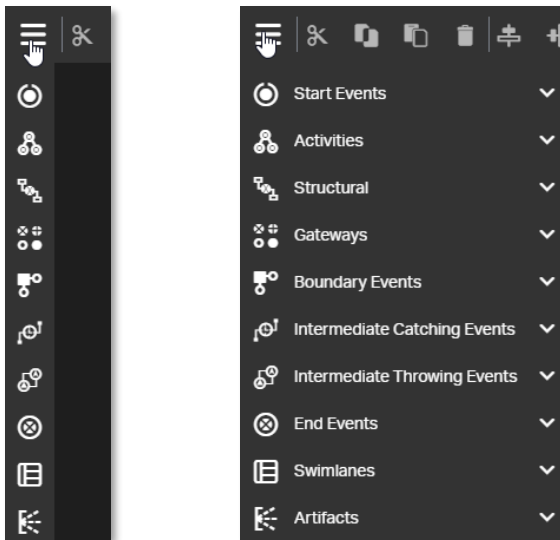 Start Events
Activities
Structural
Gateways
Boundary Events
Intermediate Catching Events
Intermediate Throwing Events
End Events
Swimlanes
Artifacts